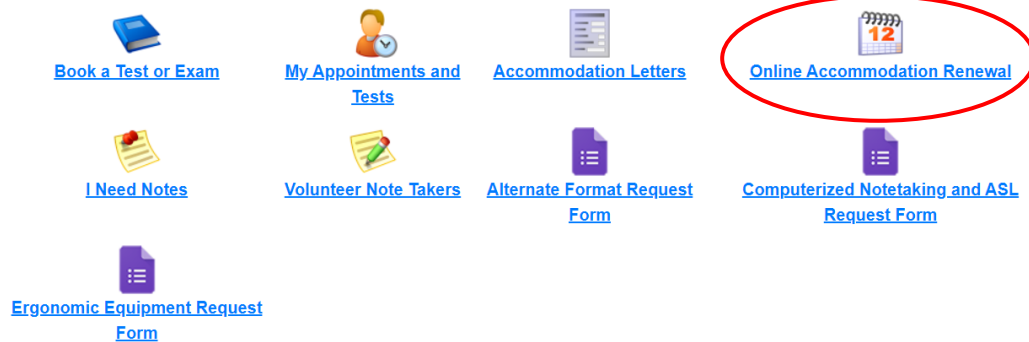 12
Book a Test or Exam
My Appointments and
Tests
Accommodation Letters
Online Accommodation Renewal
I Need Notes
Volunteer Note Takers
Alternate Format Request
Form
Computerized Notetaking and ASL
Request Form
Ergonomic Equipment Request
Form